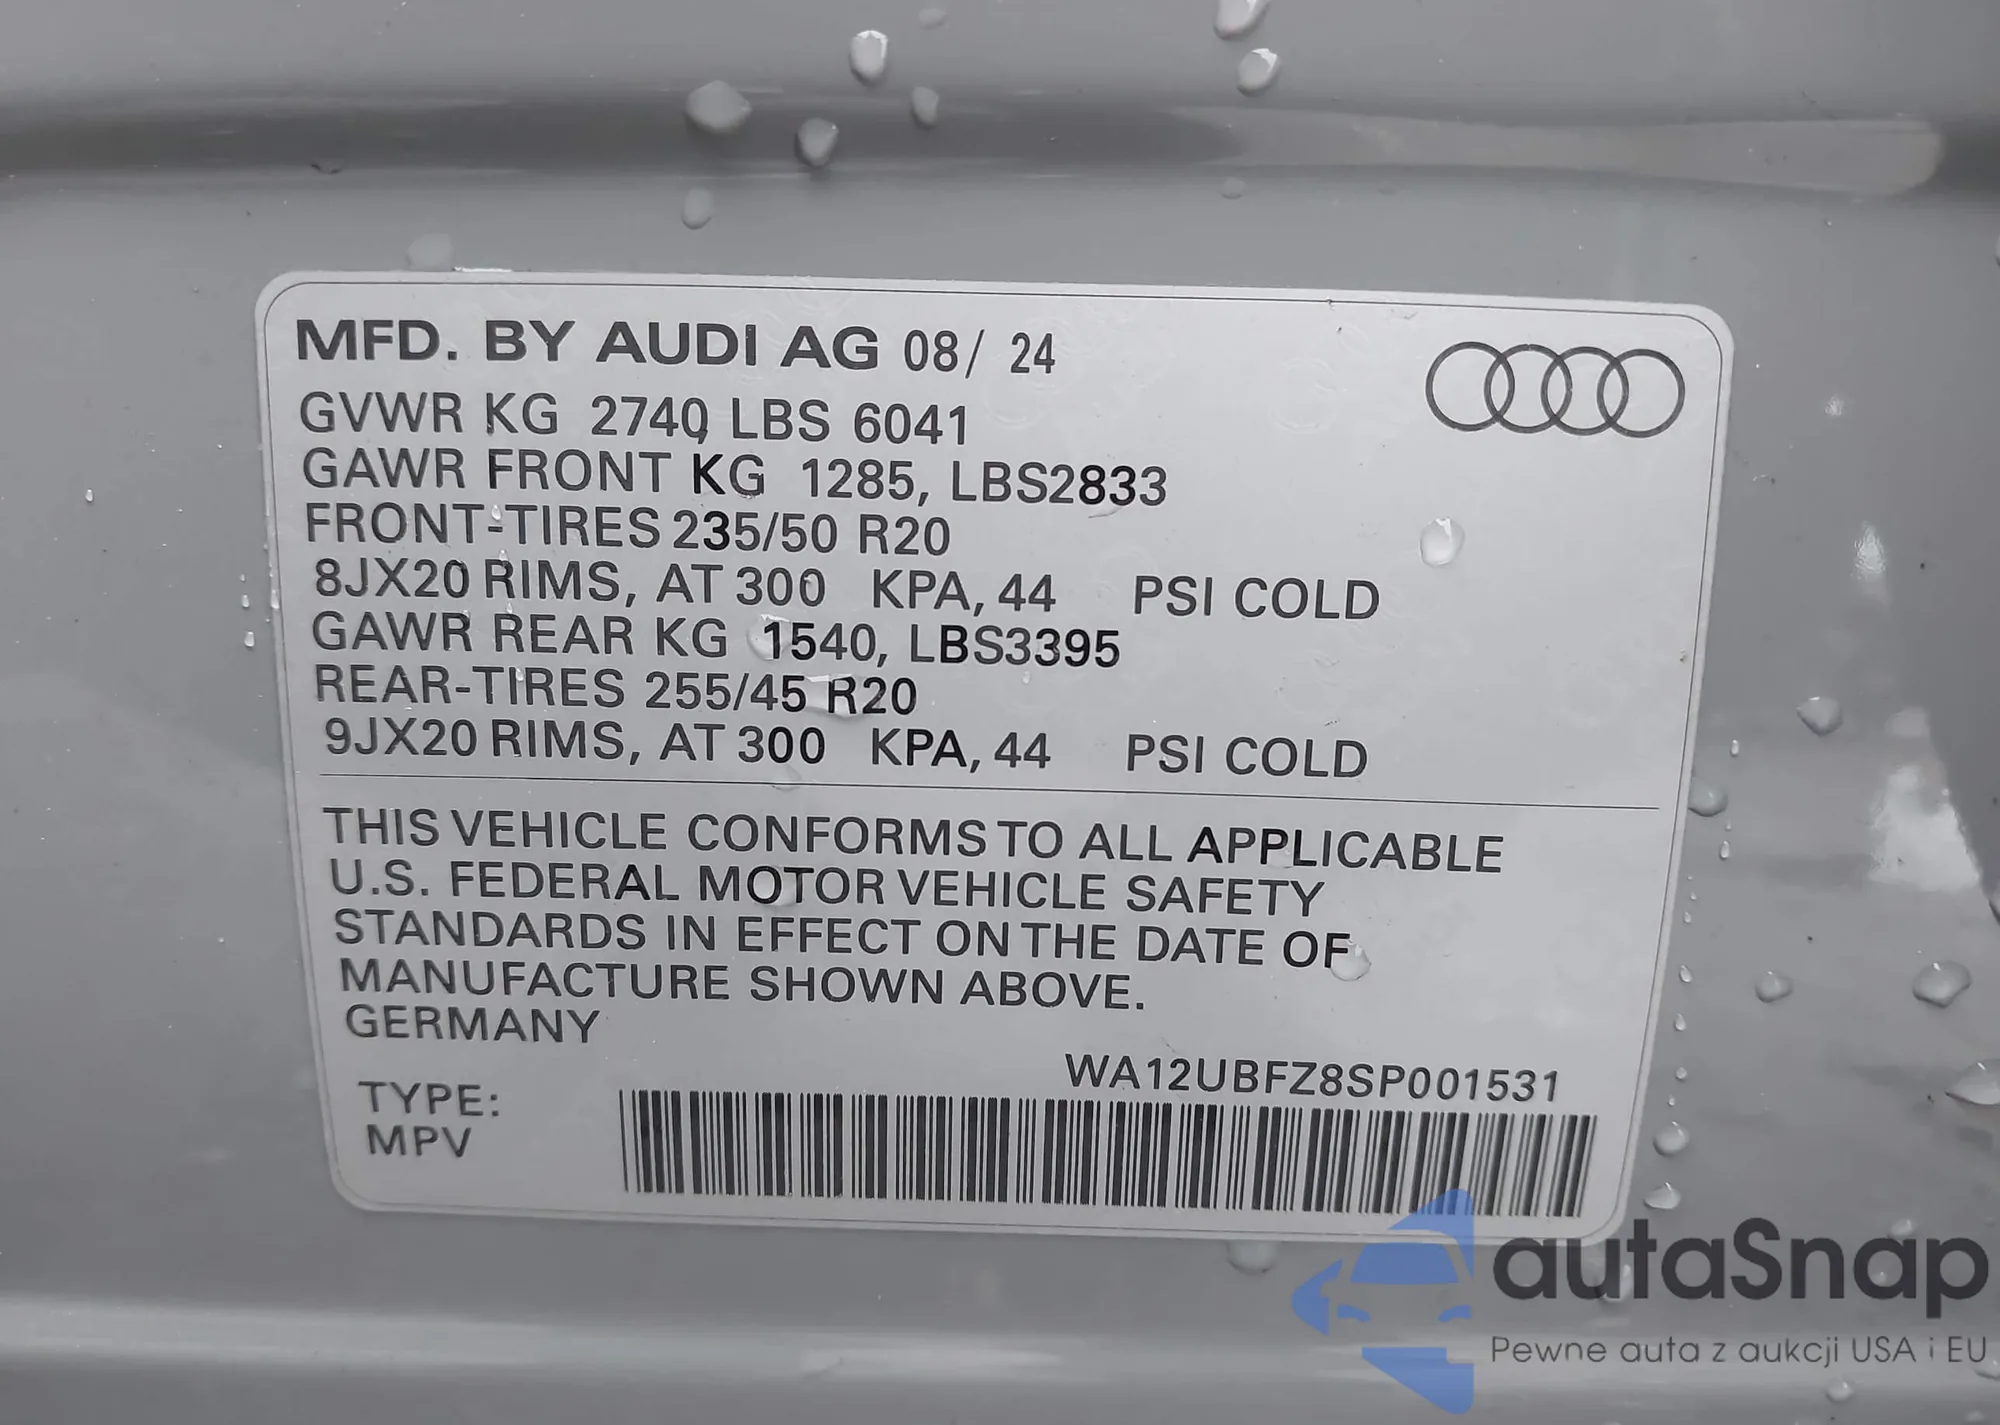 MFD. BY AUDI AG 08/ 24
GVWR KG 2740 LBS 6041
GAWR FRONT KG 1285, LBS2833
FRONT-TIRES 235/50 R20
8JX20 RIMS, AT 300 KPA, 44 PSI COLD
GAWR REAR KG 1540, LBS3395
REAR-TIRES 255/45 R20
9JX20 RIMS, AT 300 KPA, 44 PSI COLD
THIS VEHICLE CONFORMS TO ALL APPLICABLE
U.S. FEDERAL MOTOR VEHICLE SAFETY
STANDARDS IN EFFECT ON THE DATE OF
MANUFACTURE SHOWN ABOVE.
GERMANY
WA12UBFZ8SP001531
TYPE:
MPV
autaSnap
Pewne auta z aukcji USA i EU